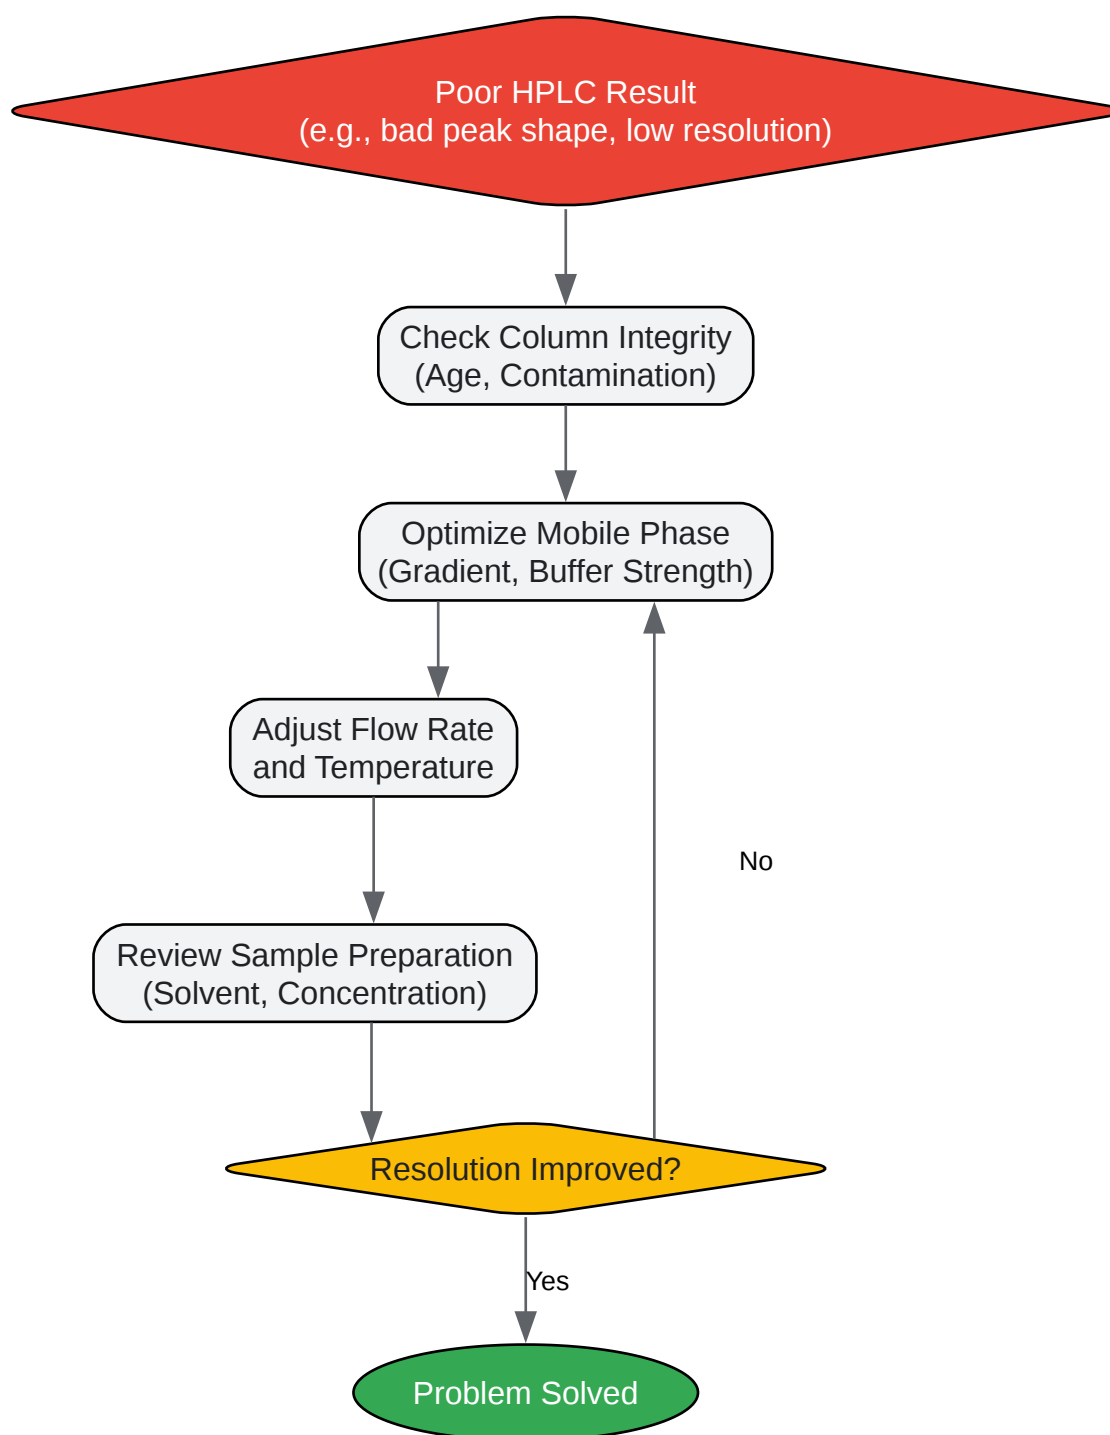 Poor HPLC Result
(e.g., bad peak shape, low resolution)
Check Column Integrity
(Age, Contamination)
Optimize Mobile Phase
(Gradient, Buffer Strength)
Adjust Flow Rate
and Temperature
No
Review Sample Preparation
(Solvent, Concentration)
Resolution Improved?
Yes
Problem Solved